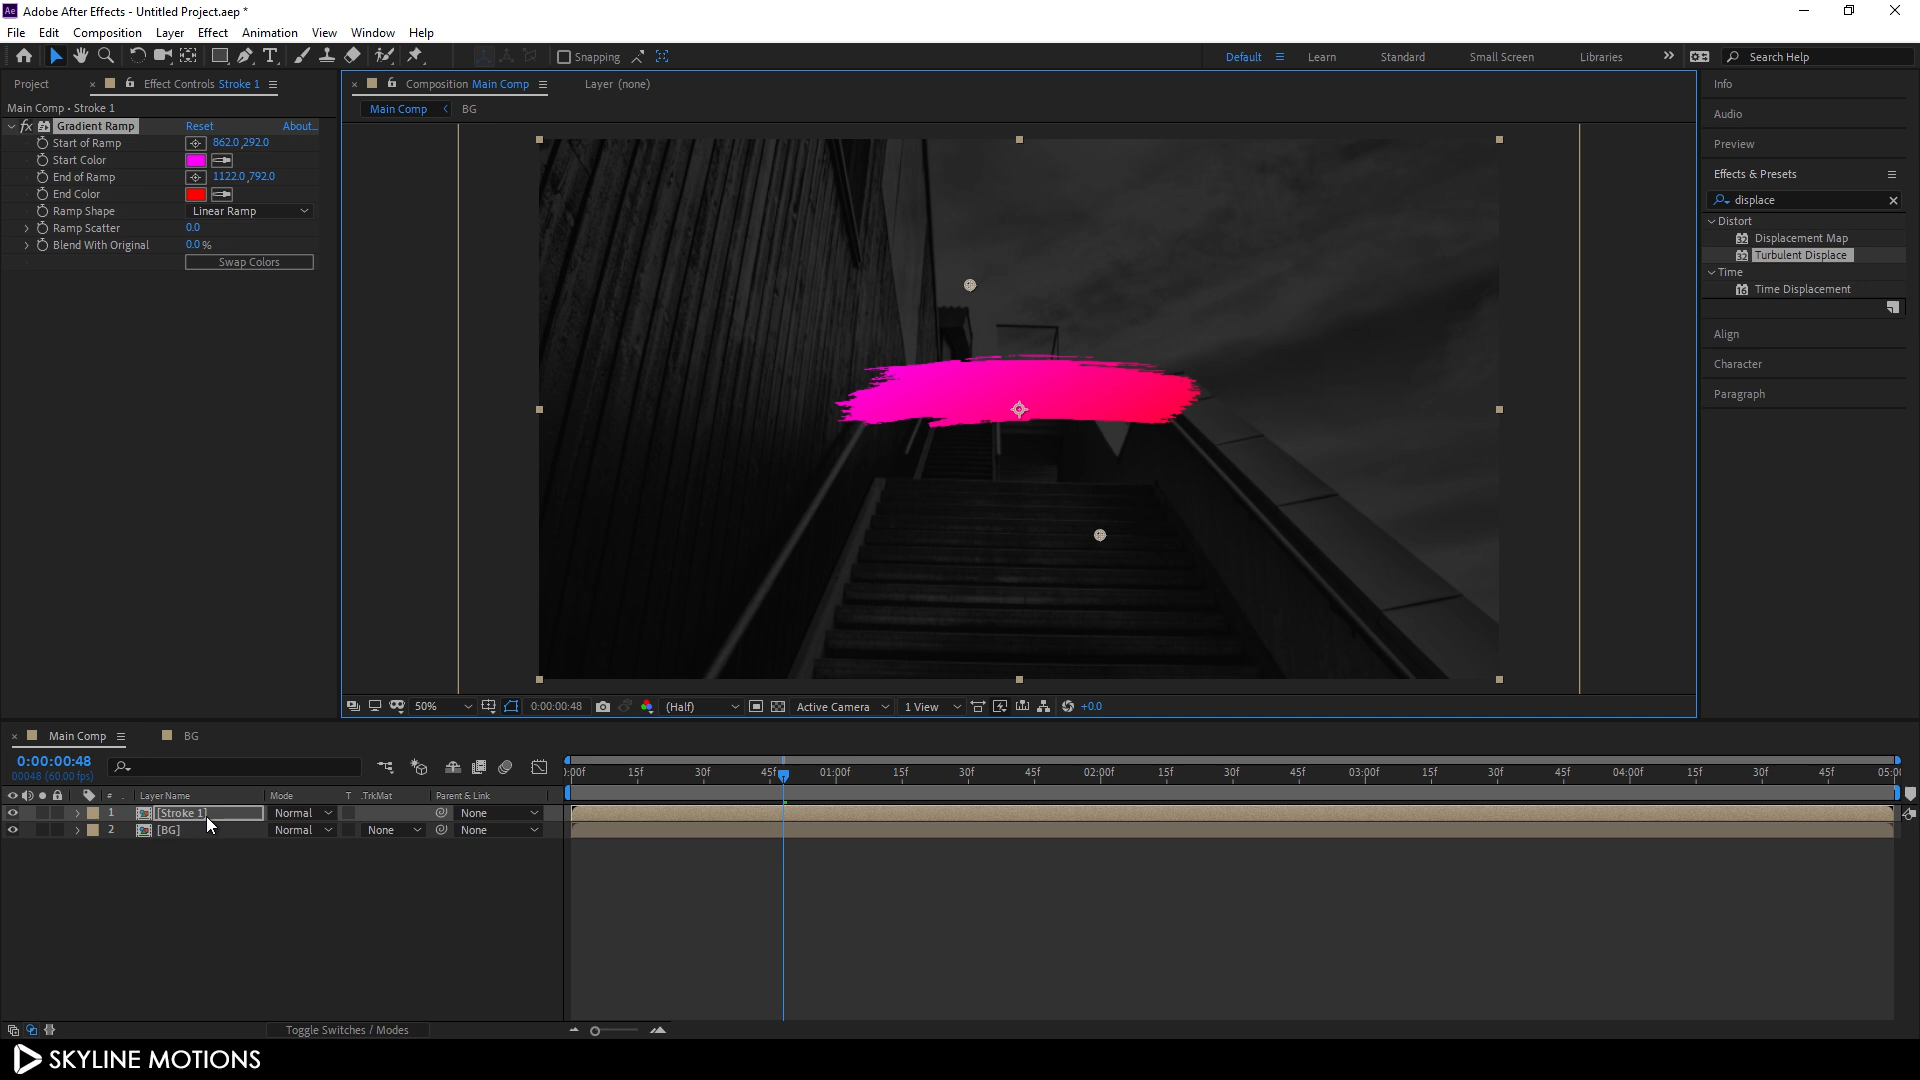 Adobe After Effects - Untitled Project.aep *
File Edit Composition Layer Effect Animation View Window Help
Snapping Default Learn Standard Small Screen Libraries Search Help
Project Effect Controls Stroke 1
Main Comp • Stroke 1
Gradient Ramp Reset About...
Start of Ramp 862.0,292.0
Start Color
End of Ramp 1122.0,792.0
End Color
Ramp Shape Linear Ramp
Ramp Scatter 0.0
Blend With Original 0.0 %
Swap Colors
Composition Main Comp Layer (none)
Main Comp BG
50% 0:00:00:48 (Half) Active Camera 1 View +0.0
Info
Audio
Preview
Effects & Presets
displace
Distort
Displacement Map
Turbulent Displace
Time
Time Displacement
Align
Character
Paragraph
Main Comp BG
0:00:00:48
00048 (60.00 fps)
# Layer Name Mode T .TrkMat Parent & Link
1 [Stroke 1] Normal None
2 [BG] Normal None None
):00f 15f 30f 45f 01:00f 15f 30f 45f 02:00f 15f 30f 45f 03:00f 15f 30f 45f 04:00f 15f 30f 45f 05:00
Toggle Switches / Modes
SKYLINE MOTIONS